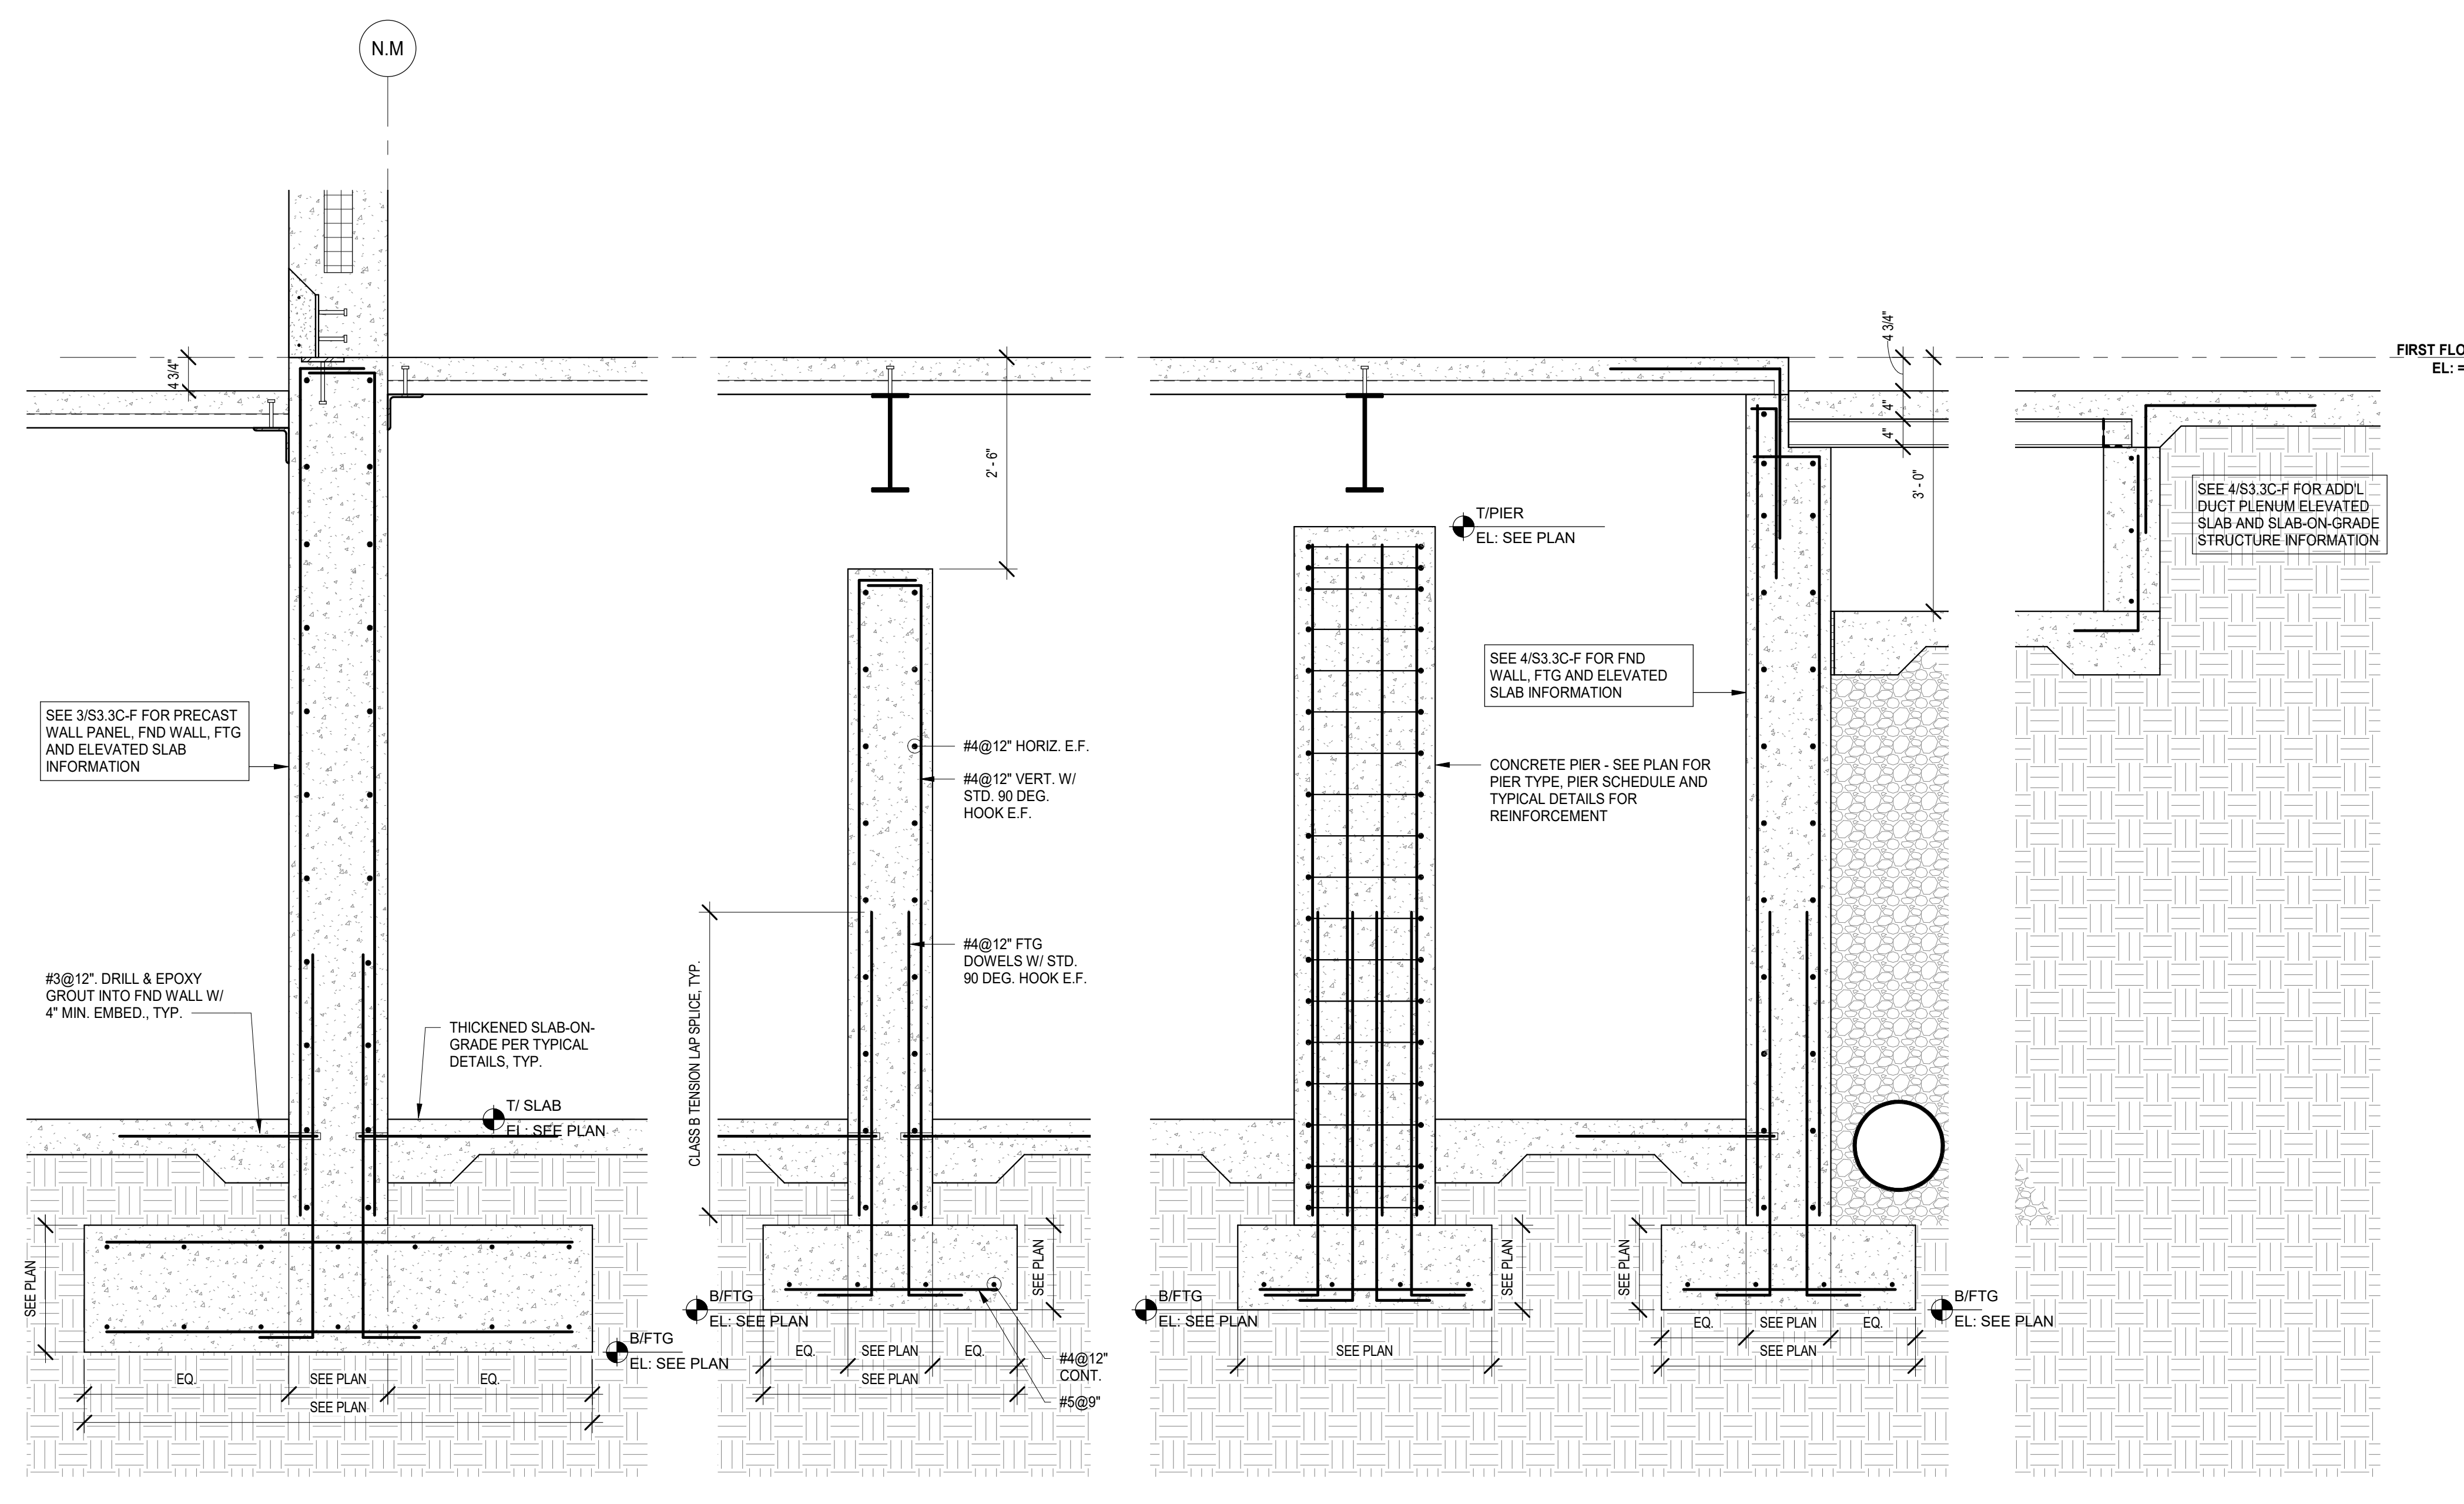 N.M
4 3/4"
SEE 3/S3.3C-F FOR PRECAST
WALL PANEL, FND WALL, FTG
AND ELEVATED SLAB
INFORMATION
#3@12". DRILL & EPOXY
GROUT INTO FND WALL W/
4" MIN. EMBED., TYP.
THICKENED SLAB-ON-
GRADE PER TYPICAL
DETAILS, TYP.
T/ SLAB
EL: SEE PLAN
SEE PLAN
B/FTG
EL: SEE PLAN
EQ.
SEE PLAN
EQ.
SEE PLAN
2' - 6"
#4@12" HORIZ. E.F.
#4@12" VERT. W/
STD. 90 DEG.
HOOK E.F.
CLASS B TENSION LAP SPLICE, TYP.
#4@12" FTG
DOWELS W/ STD.
90 DEG. HOOK E.F.
SEE PLAN
B/FTG
EL: SEE PLAN
EQ.
SEE PLAN
EQ.
SEE PLAN
#4@12"
CONT.
#5@9"
T/PIER
EL: SEE PLAN
SEE 4/S3.3C-F FOR FND
WALL, FTG AND ELEVATED
SLAB INFORMATION
CONCRETE PIER - SEE PLAN FOR
PIER TYPE, PIER SCHEDULE AND
TYPICAL DETAILS FOR
REINFORCEMENT
B/FTG
EL: SEE PLAN
SEE PLAN
SEE PLAN
4 3/4"
4"
4"
3' - 0"
SEE PLAN
B/FTG
EL: SEE PLAN
EQ.
SEE PLAN
EQ.
SEE PLAN
FIRST FLO
EL: =
SEE 4/S3.3C-F FOR ADD'L
DUCT PLENUM ELEVATED
SLAB AND SLAB-ON-GRADE
STRUCTURE INFORMATION